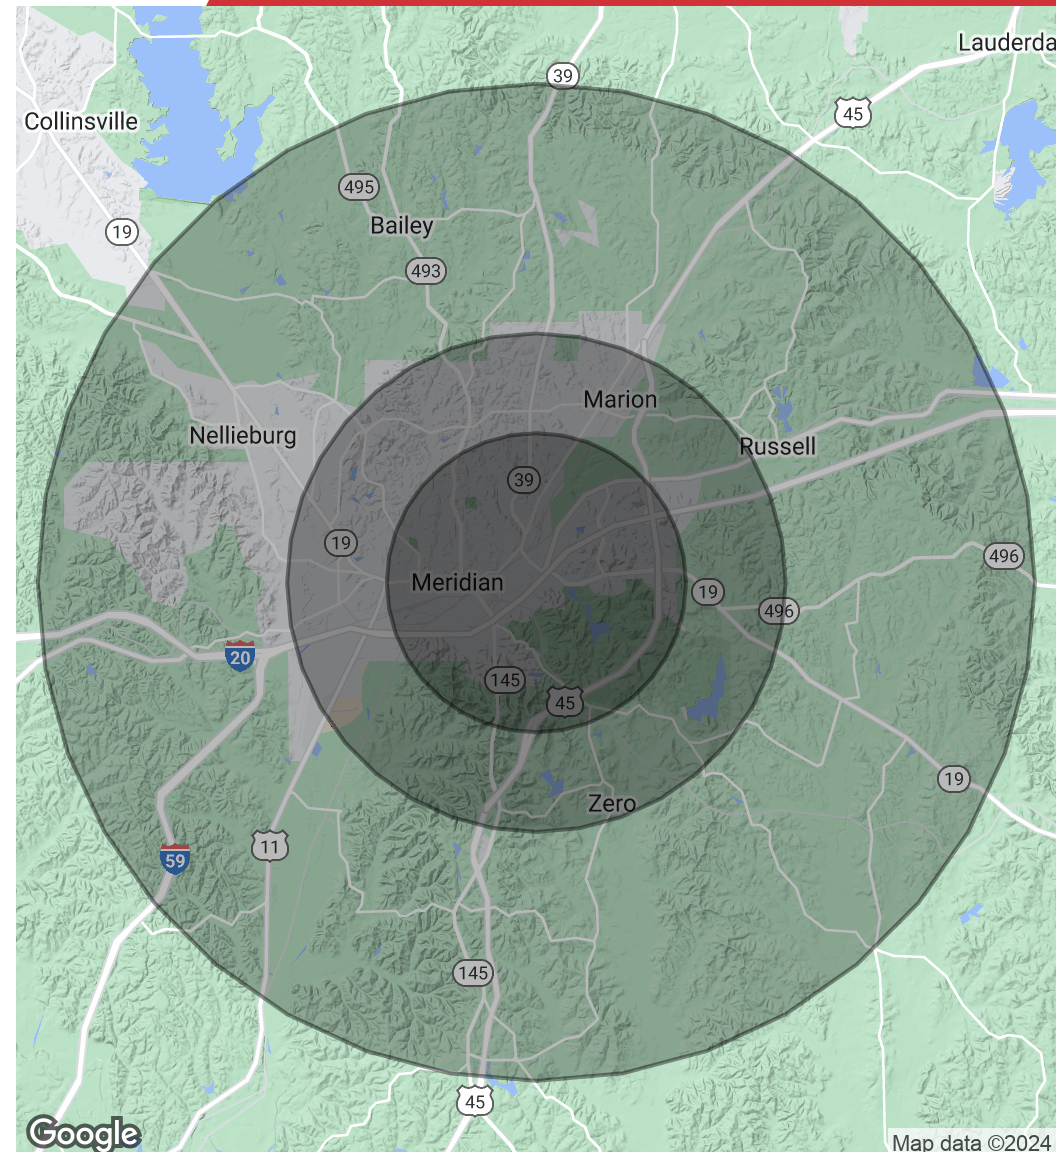 39
Lauderda
45
Collinsville
495
Bailey
19
493
Marion
Nellieburg
Russell
39
19
496
Meridian
19
496
20
145
45
19
Zero
11
59
145
45
Google
Map data ©2024